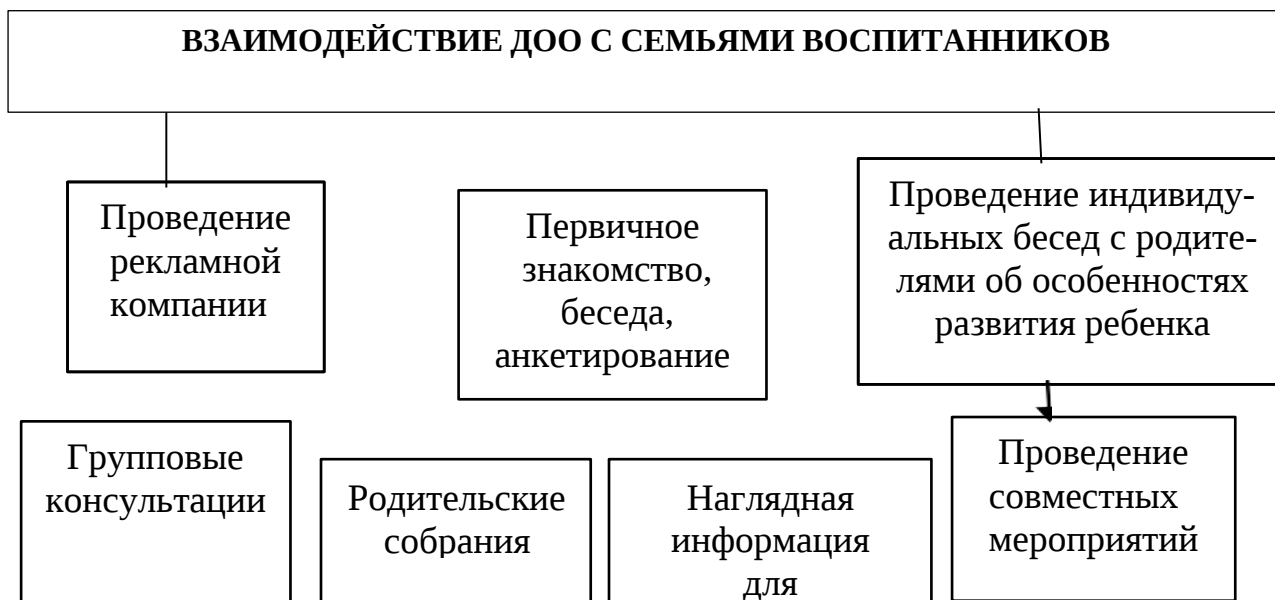 ВЗАИМОДЕЙСТВИЕ ДОО С СЕМЬЯМИ ВОСПИТАННИКОВ
Проведение
рекламной
компании
Первичное
знакомство,
беседа,
анкетирование
Проведение индивиду-
альных бесед с родите-
лями об особенностях
развития ребенка
Групповые
консультации
Родительские
собрания
Наглядная
информация
для
Проведение
совместных
мероприятий